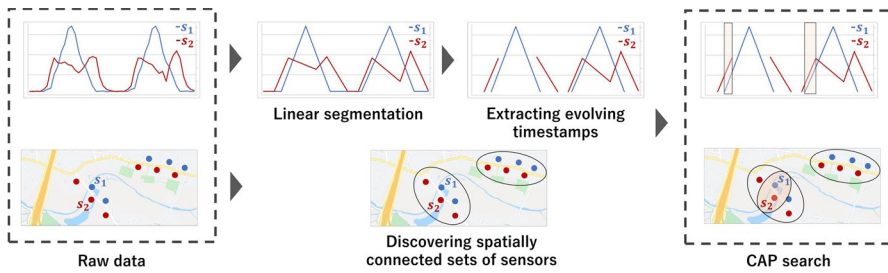 -s₁
-s₂
-s₁
-s₂
-s₁
-s₂
-s₁
-s₂
Linear segmentation
Extracting evolving
timestamps
s₁
s₂
s₁
s₂
s₁
s₂
Raw data
Discovering spatially
connected sets of sensors
CAP search